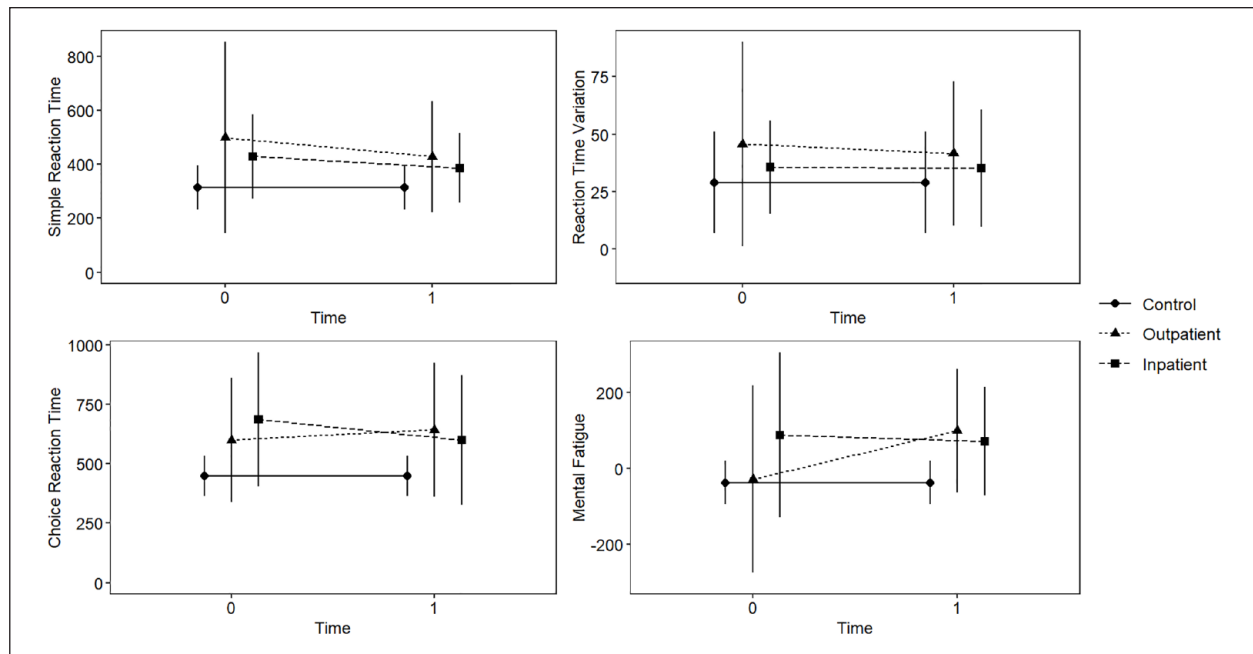 Simple Reaction Time
800
600
400
200
0
0 1
Time
Reaction Time Variation
75
50
25
0
0 1
Time
Choice Reaction Time
1000
750
500
250
0
0 1
Time
Mental Fatigue
200
0
-200
0 1
Time
Control
Outpatient
Inpatient